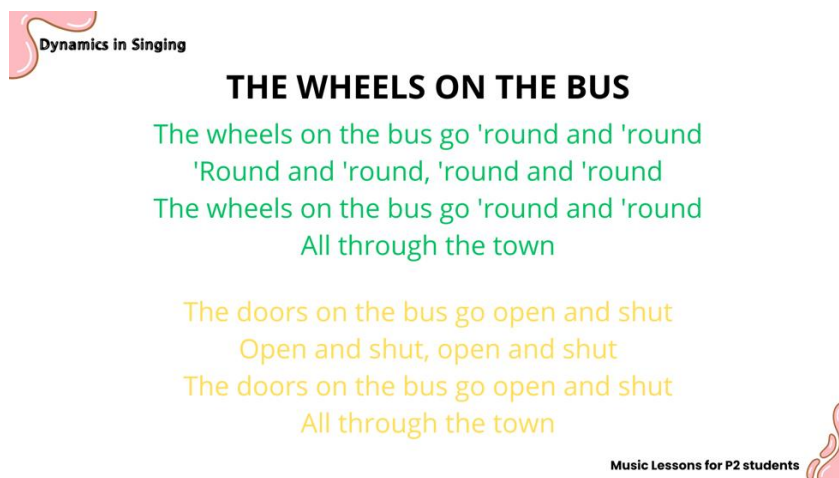 Dynamics in Singing
THE WHEELS ON THE BUS
The wheels on the bus go 'round and 'round
'Round and 'round, 'round and 'round
The wheels on the bus go 'round and 'round
All through the town
The doors on the bus go open and shut
Open and shut, open and shut
The doors on the bus go open and shut
All through the town
Music Lessons for P2 students